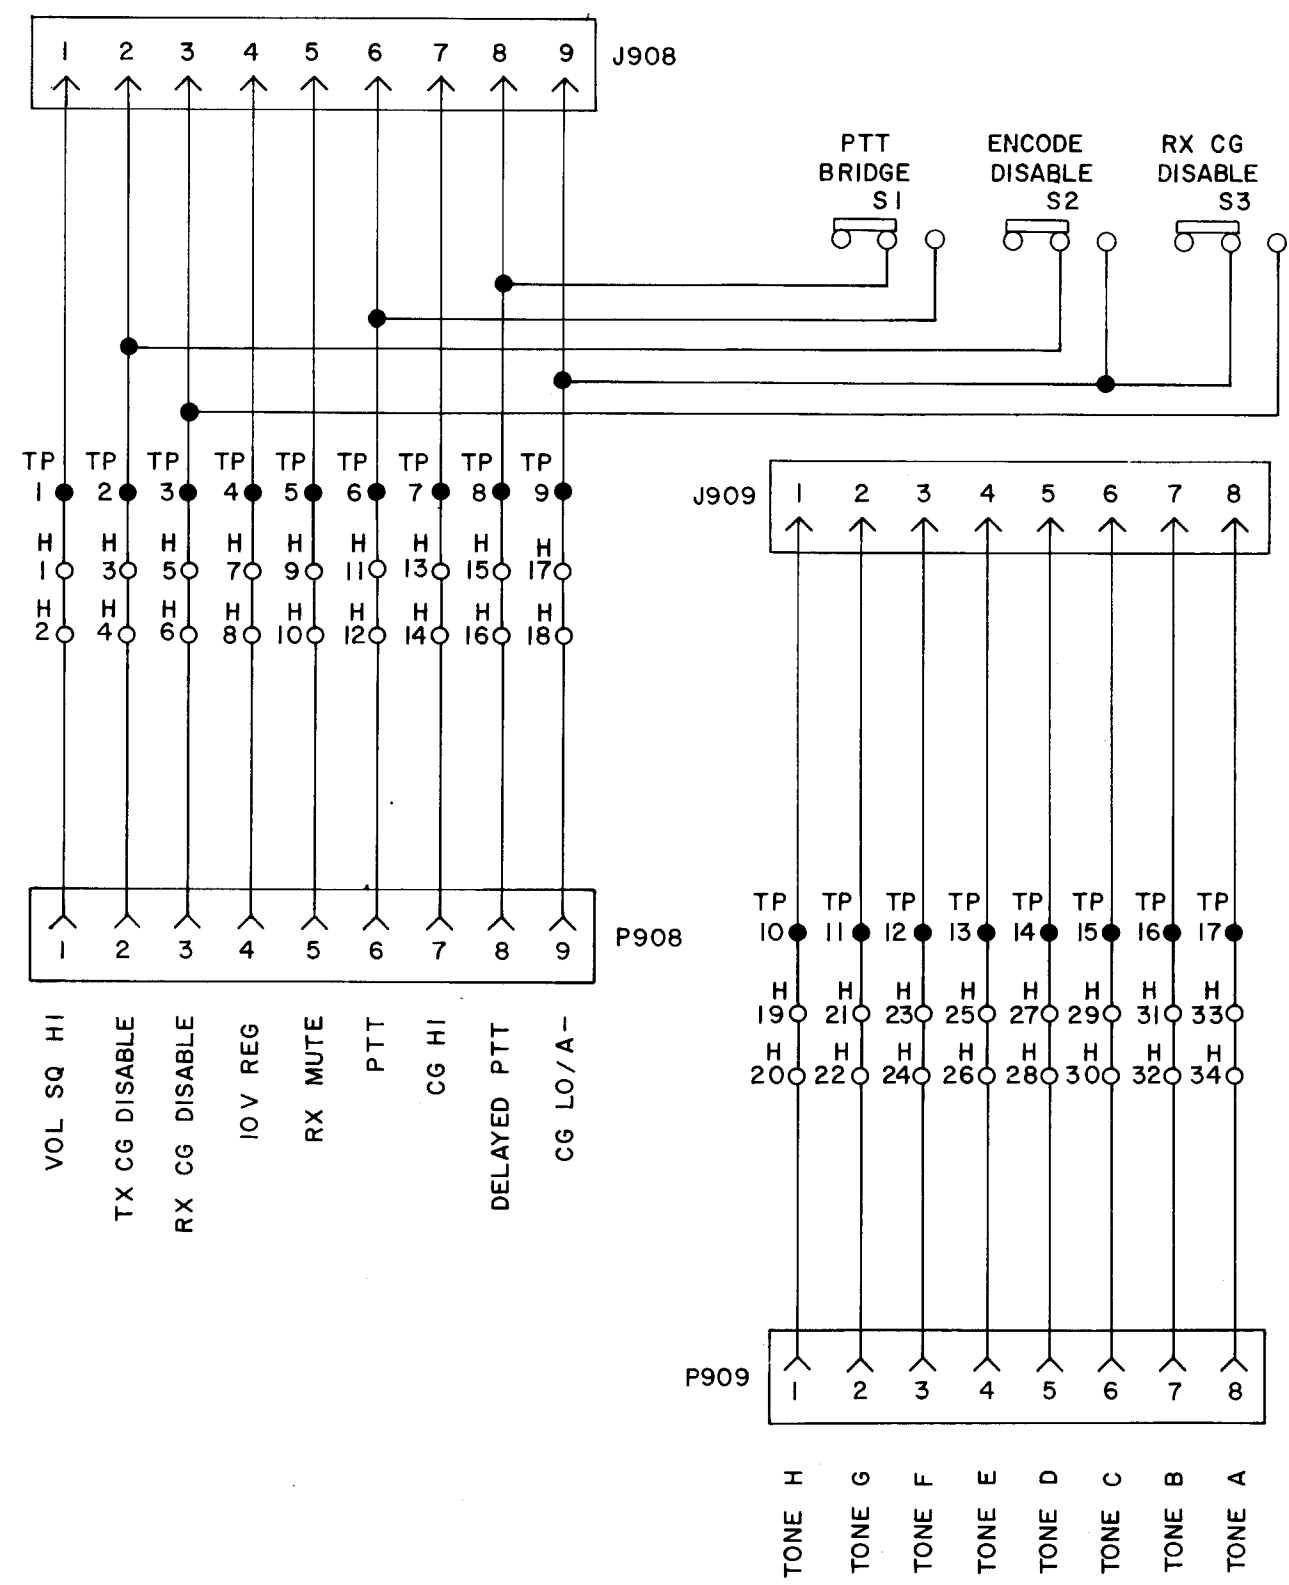 1 2 3 4 5 6 7 8 9 J908
PTT BRIDGE S1
ENCODE DISABLE S2
RX CG DISABLE S3
TP TP TP TP TP TP TP TP TP
1 2 3 4 5 6 7 8 9
H H H H H H H H H
1 3 5 7 9 11 13 15 17
H H H H H H H H H
2 4 6 8 10 12 14 16 18
1 2 3 4 5 6 7 8 9 P908
VOL SQ HI
TX CG DISABLE
RX CG DISABLE
10V REG
RX MUTE
PTT
CG HI
DELAYED PTT
CG LO/A-
J909 1 2 3 4 5 6 7 8
TP TP TP TP TP TP TP TP
10 11 12 13 14 15 16 17
H H H H H H H H
19 21 23 25 27 29 31 33
H H H H H H H H
20 22 24 26 28 30 32 34
P909 1 2 3 4 5 6 7 8
TONE H
TONE G
TONE F
TONE E
TONE D
TONE C
TONE B
TONE A